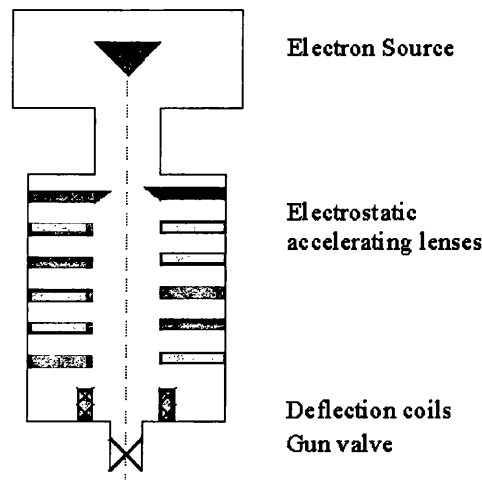 Electron Source
Electrostatic
accelerating lenses
Deflection coils
Gun valve